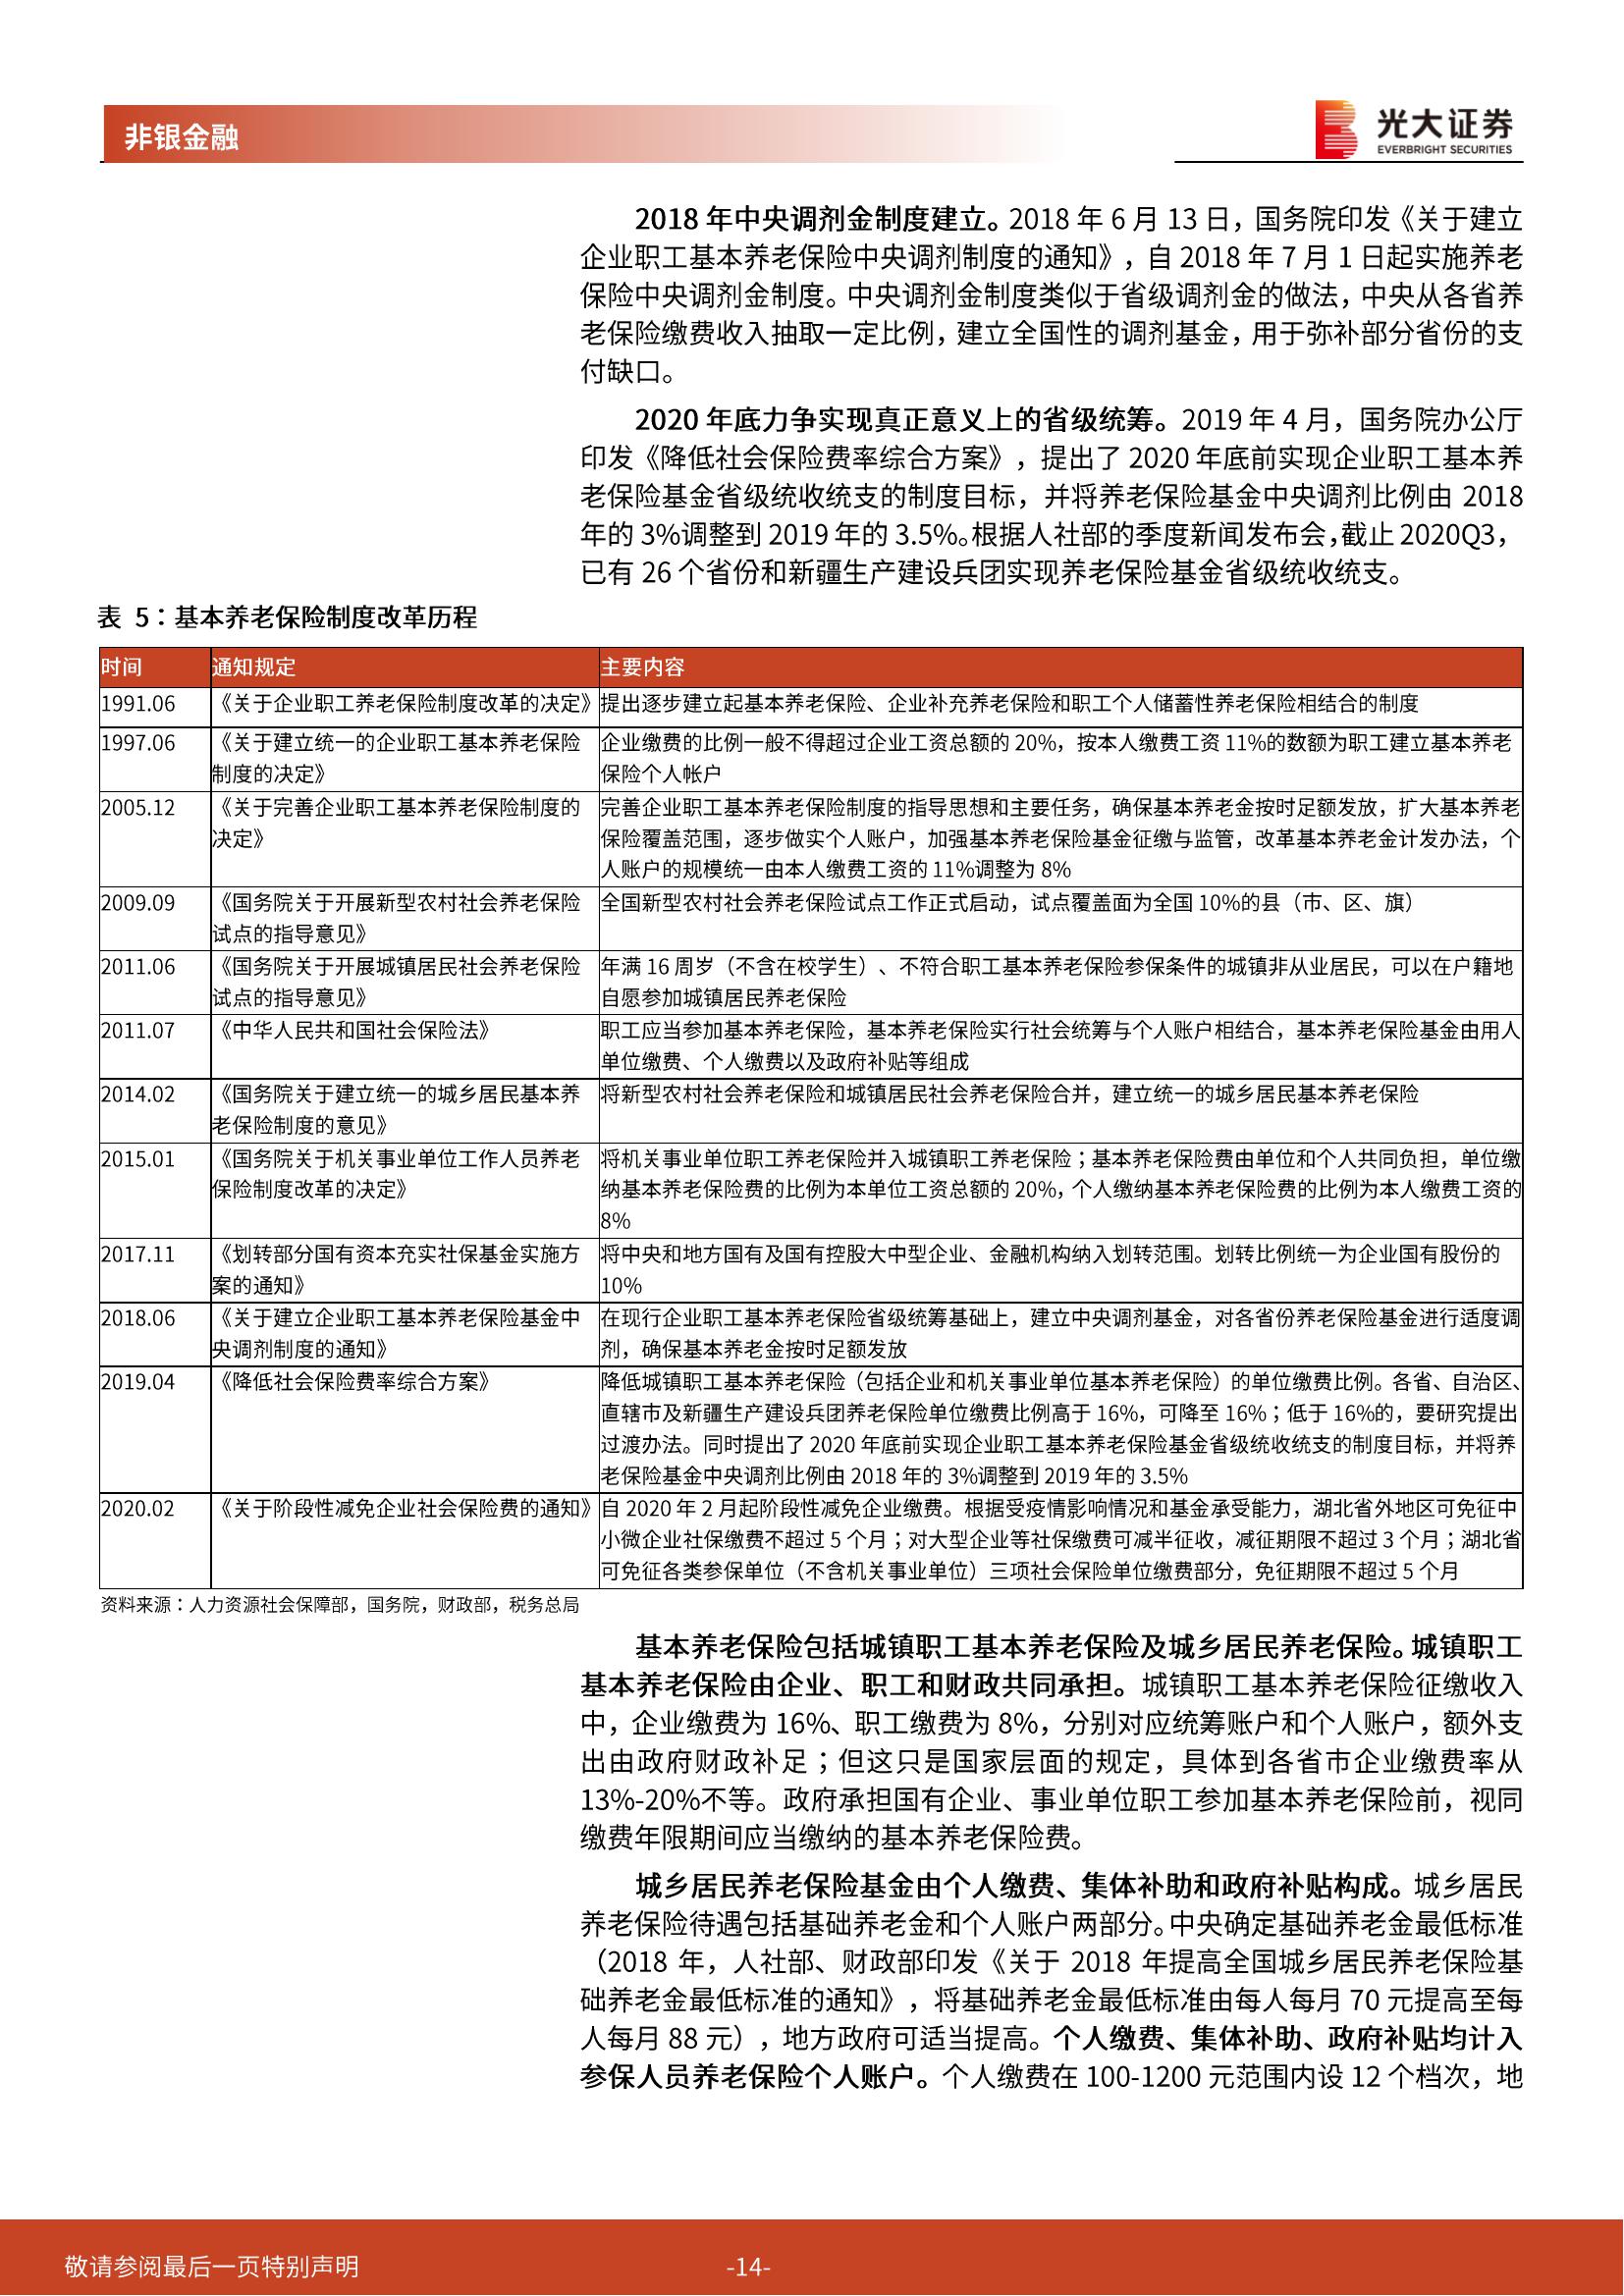 非银金融
光大证券
EVERBRIGHT SECURITIES
2018 年中央调剂金制度建立。2018 年 6 月 13 日，国务院印发《关于建立
企业职工基本养老保险中央调剂制度的通知》，自 2018 年 7 月 1 日起实施养老
保险中央调剂金制度。中央调剂金制度类似于省级调剂金的做法，中央从各省养
老保险缴费收入抽取一定比例，建立全国性的调剂基金，用于弥补部分省份的支
付缺口。
2020 年底力争实现真正意义上的省级统筹。2019 年 4 月，国务院办公厅
印发《降低社会保险费率综合方案》，提出了 2020 年底前实现企业职工基本养
老保险基金省级统收统支的制度目标，并将养老保险基金中央调剂比例由 2018
年的 3%调整到 2019 年的 3.5%。根据人社部的季度新闻发布会，截止 2020Q3，
已有 26 个省份和新疆生产建设兵团实现养老保险基金省级统收统支。
表 5：基本养老保险制度改革历程
时间 通知规定 主要内容
1991.06 《关于企业职工养老保险制度改革的决定》 提出逐步建立起基本养老保险、企业补充养老保险和职工个人储蓄性养老保险相结合的制度
1997.06 《关于建立统一的企业职工基本养老保险 企业缴费的比例一般不得超过企业工资总额的 20%，按本人缴费工资 11%的数额为职工建立基本养老
制度的决定》 保险个人帐户
2005.12 《关于完善企业职工基本养老保险制度的 完善企业职工基本养老保险制度的指导思想和主要任务，确保基本养老金按时足额发放，扩大基本养老
决定》 保险覆盖范围，逐步做实个人账户，加强基本养老保险基金征缴与监管，改革基本养老金计发办法，个
人账户的规模统一由本人缴费工资的 11%调整为 8%
2009.09 《国务院关于开展新型农村社会养老保险 全国新型农村社会养老保险试点工作正式启动，试点覆盖面为全国 10%的县（市、区、旗）
试点的指导意见》
2011.06 《国务院关于开展城镇居民社会养老保险 年满 16 周岁（不含在校学生）、不符合职工基本养老保险参保条件的城镇非从业居民，可以在户籍地
试点的指导意见》 自愿参加城镇居民养老保险
2011.07 《中华人民共和国社会保险法》 职工应当参加基本养老保险，基本养老保险实行社会统筹与个人账户相结合，基本养老保险基金由用人
单位缴费、个人缴费以及政府补贴等组成
2014.02 《国务院关于建立统一的城乡居民基本养 将新型农村社会养老保险和城镇居民社会养老保险合并，建立统一的城乡居民基本养老保险
老保险制度的意见》
2015.01 《国务院关于机关事业单位工作人员养老 将机关事业单位职工养老保险并入城镇职工养老保险；基本养老保险费由单位和个人共同负担，单位缴
保险制度改革的决定》 纳基本养老保险费的比例为本单位工资总额的 20%，个人缴纳基本养老保险费的比例为本人缴费工资的
8%
2017.11 《划转部分国有资本充实社保基金实施方 将中央和地方国有及国有控股大中型企业、金融机构纳入划转范围。划转比例统一为企业国有股份的
案的通知》 10%
2018.06 《关于建立企业职工基本养老保险基金中 在现行企业职工基本养老保险省级统筹基础上，建立中央调剂基金，对各省份养老保险基金进行适度调
央调剂制度的通知》 剂，确保基本养老金按时足额发放
2019.04 《降低社会保险费率综合方案》 降低城镇职工基本养老保险（包括企业和机关事业单位基本养老保险）的单位缴费比例。各省、自治区、
直辖市及新疆生产建设兵团养老保险单位缴费比例高于 16%，可降至 16%；低于 16%的，要研究提出
过渡办法。同时提出了 2020 年底前实现企业职工基本养老保险基金省级统收统支的制度目标，并将养
老保险基金中央调剂比例由 2018 年的 3%调整到 2019 年的 3.5%
2020.02 《关于阶段性减免企业社会保险费的通知》 自 2020 年 2 月起阶段性减免企业缴费。根据受疫情影响情况和基金承受能力，湖北省外地区可免征中
小微企业社保缴费不超过 5 个月；对大型企业等社保缴费可减半征收，减征期限不超过 3 个月；湖北省
可免征各类参保单位（不含机关事业单位）三项社会保险单位缴费部分，免征期限不超过 5 个月
资料来源：人力资源社会保障部，国务院，财政部，税务总局
基本养老保险包括城镇职工基本养老保险及城乡居民养老保险。城镇职工
基本养老保险由企业、职工和财政共同承担。城镇职工基本养老保险征缴收入
中，企业缴费为 16%、职工缴费为 8%，分别对应统筹账户和个人账户，额外支
出由政府财政补足；但这只是国家层面的规定，具体到各省市企业缴费率从
13%-20%不等。政府承担国有企业、事业单位职工参加基本养老保险前，视同
缴费年限期间应当缴纳的基本养老保险费。
城乡居民养老保险基金由个人缴费、集体补助和政府补贴构成。城乡居民
养老保险待遇包括基础养老金和个人账户两部分。中央确定基础养老金最低标准
（2018 年，人社部、财政部印发《关于 2018 年提高全国城乡居民养老保险基
础养老金最低标准的通知》，将基础养老金最低标准由每人每月 70 元提高至每
人每月 88 元），地方政府可适当提高。个人缴费、集体补助、政府补贴均计入
参保人员养老保险个人账户。个人缴费在 100-1200 元范围内设 12 个档次，地
敬请参阅最后一页特别声明 -14-